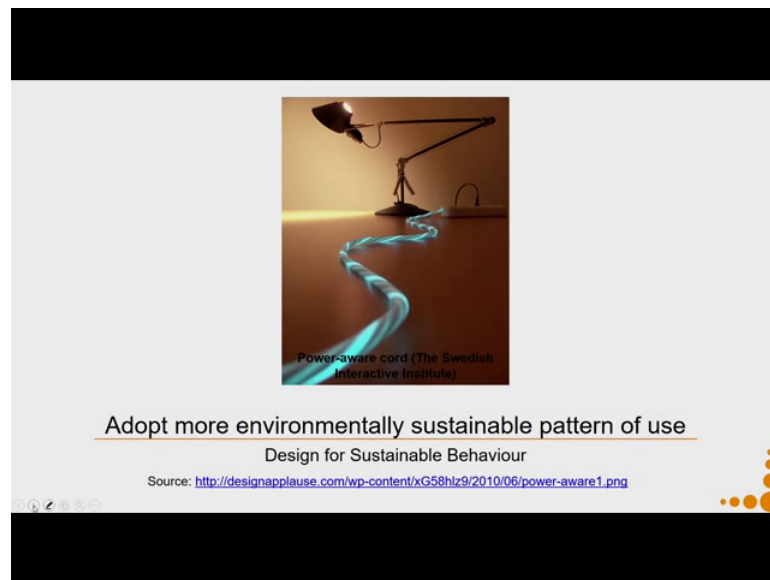 Power-aware cord (The Swedish
Interactive Institute)
Adopt more environmentally sustainable pattern of use
Design for Sustainable Behaviour
Source: http://designapplause.com/wp-content/xG58hlz9/2010/06/power-aware1.png